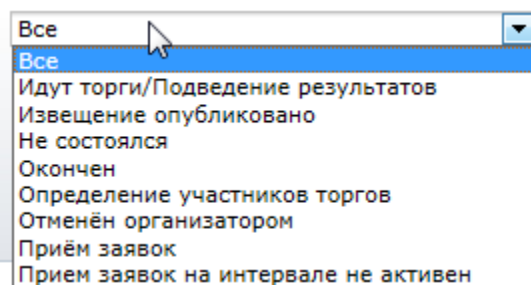 Все
Все
Идут торги/Подведение результатов
Извещение опубликовано
Не состоялся
Окончен
Определение участников торгов
Отменён организатором
Приём заявок
Прием заявок на интервале не активен